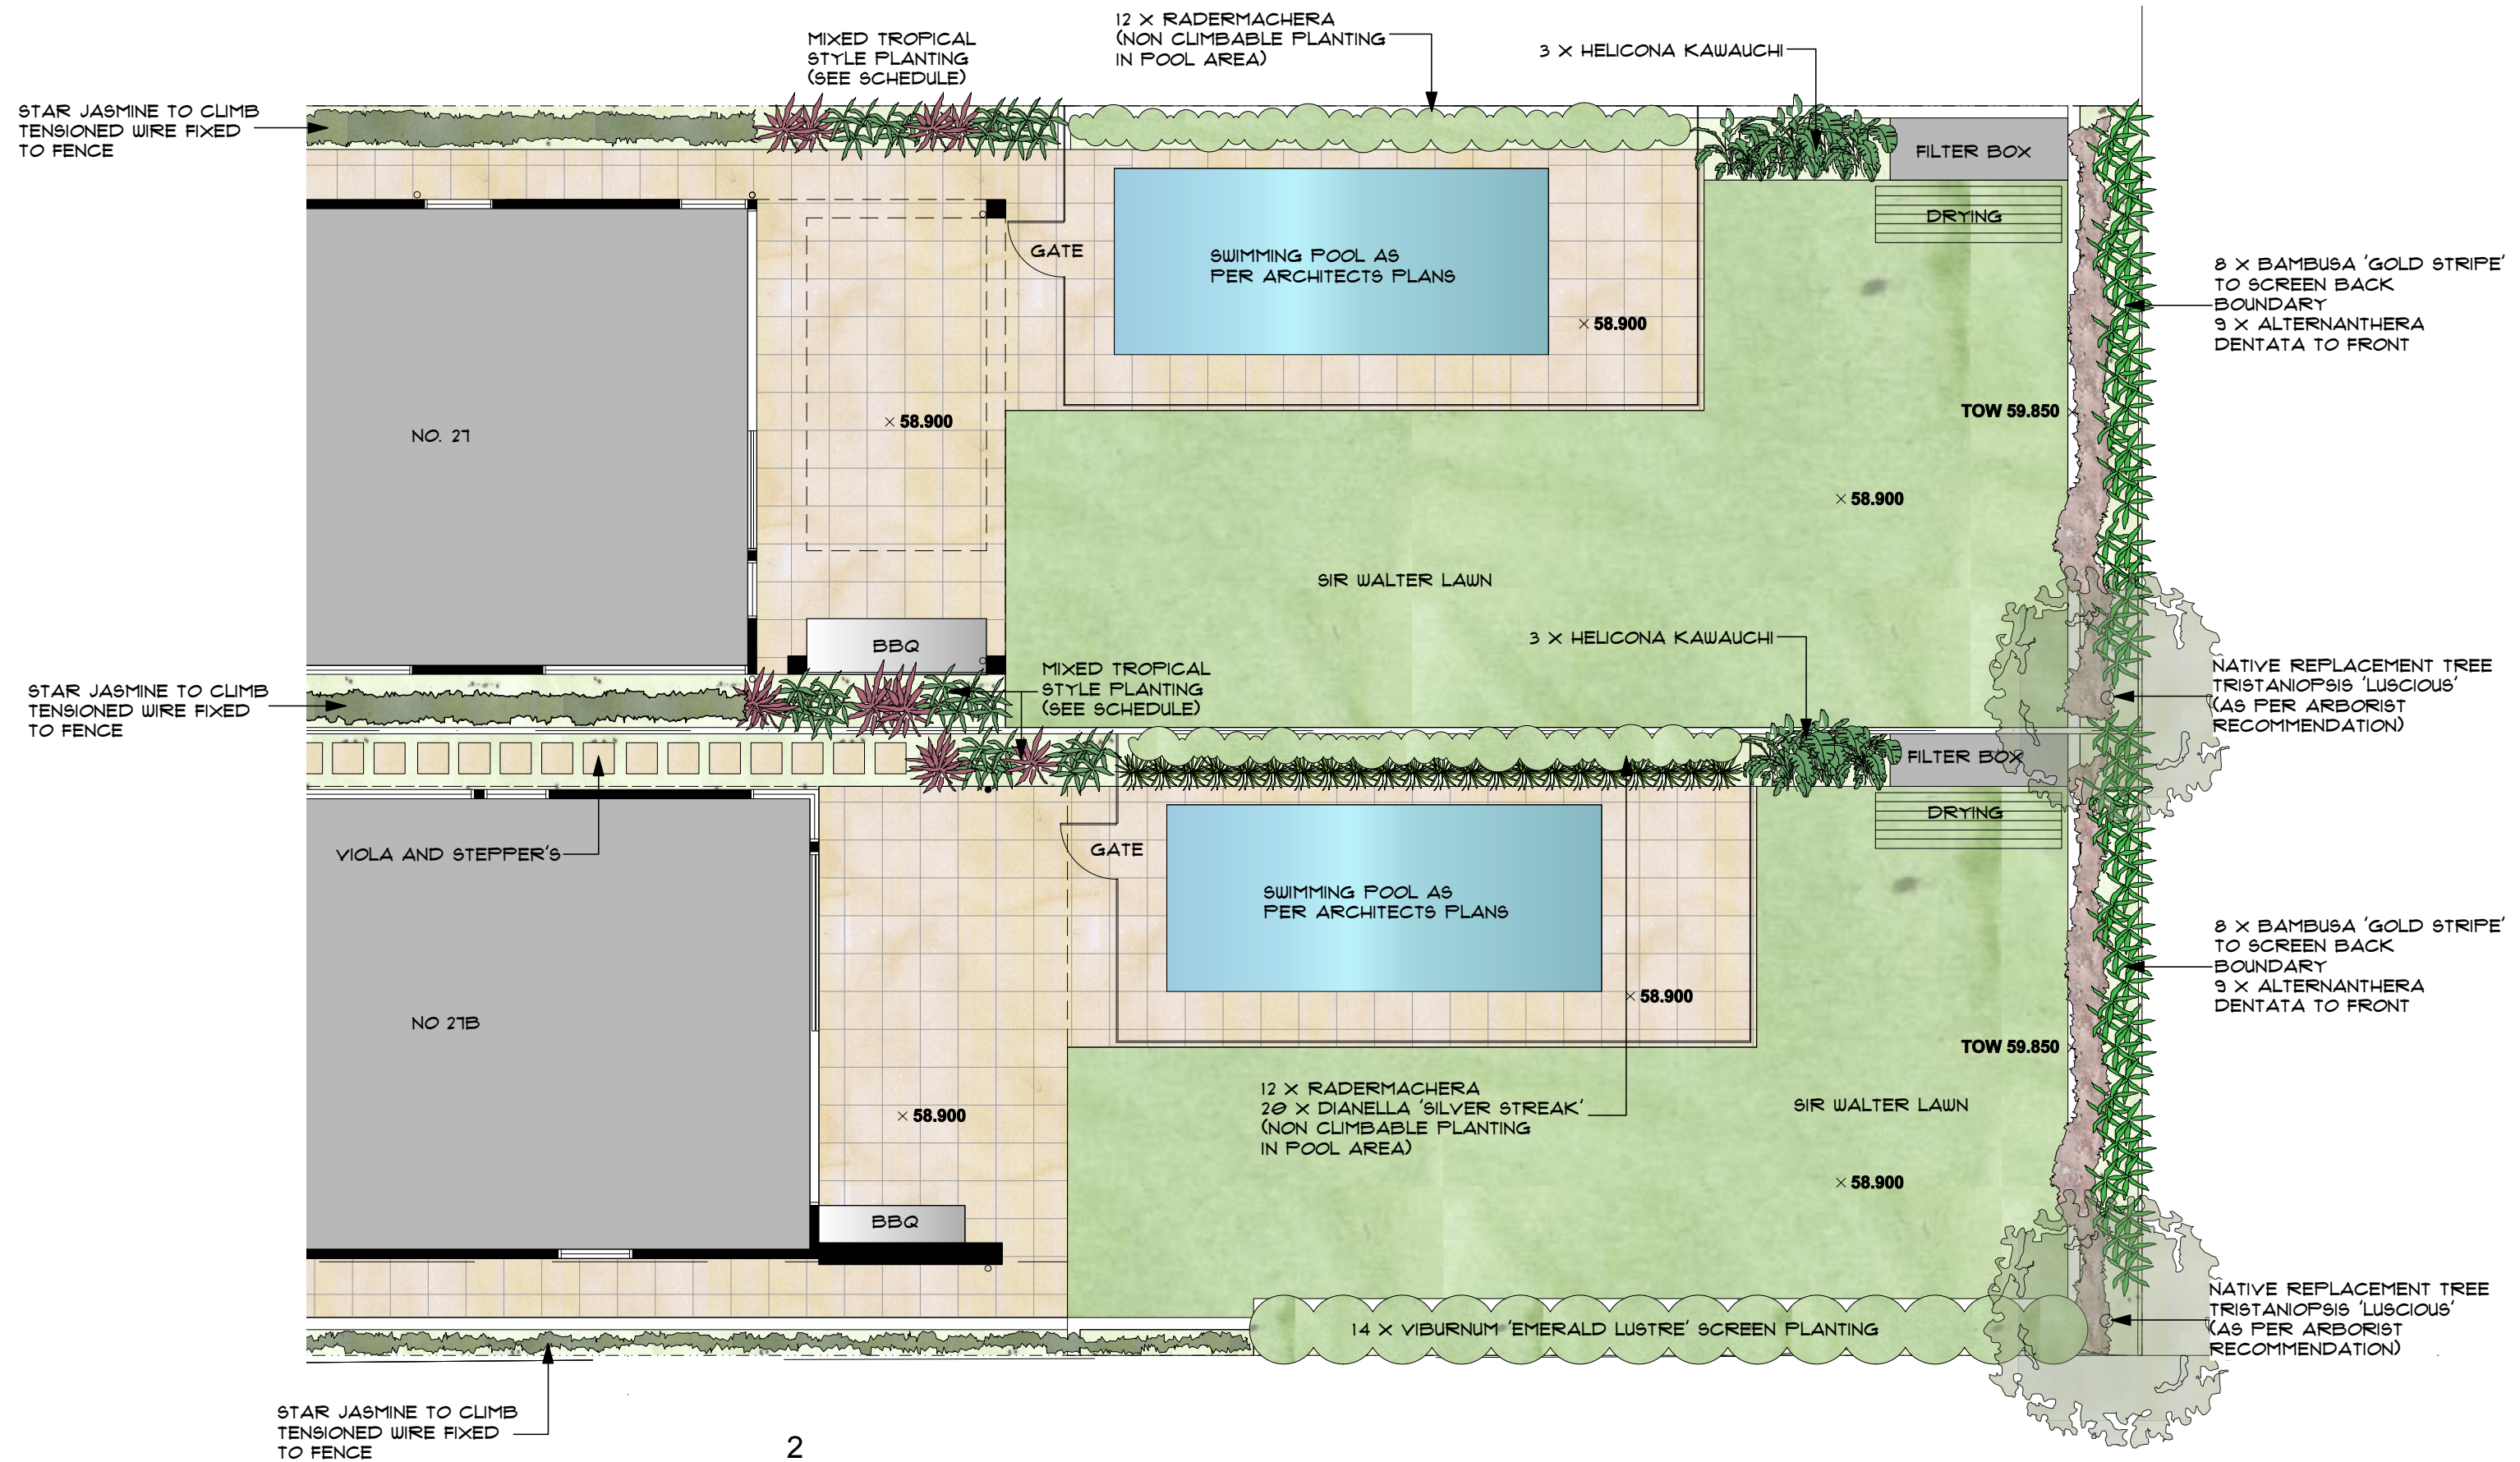 12 X RADERMACHERA
(NON CLIMBABLE PLANTING
IN POOL AREA)
MIXED TROPICAL
STYLE PLANTING
(SEE SCHEDULE)
3 X HELICONA KAWAUCHI
STAR JASMINE TO CLIMB
TENSIONED WIRE FIXED
TO FENCE
FILTER BOX
DRYING
GATE
SWIMMING POOL AS
PER ARCHITECTS PLANS
8 X BAMBUSA 'GOLD STRIPE'
TO SCREEN BACK
BOUNDARY
9 X ALTERNANTHERA
DENTATA TO FRONT
× 58.900
TOW 59.850
× 58.900
NO. 27
× 58.900
SIR WALTER LAWN
3 X HELICONA KAWAUCHI
BBQ
MIXED TROPICAL
STYLE PLANTING
(SEE SCHEDULE)
NATIVE REPLACEMENT TREE
TRISTANIOPSIS 'LUSCIOUS'
(AS PER ARBORIST
RECOMMENDATION)
STAR JASMINE TO CLIMB
TENSIONED WIRE FIXED
TO FENCE
FILTER BOX
DRYING
VIOLA AND STEPPER'S
GATE
SWIMMING POOL AS
PER ARCHITECTS PLANS
8 X BAMBUSA 'GOLD STRIPE'
TO SCREEN BACK
BOUNDARY
9 X ALTERNANTHERA
DENTATA TO FRONT
× 58.900
NO 27B
TOW 59.850
12 X RADERMACHERA
20 X DIANELLA 'SILVER STREAK'
(NON CLIMBABLE PLANTING
IN POOL AREA)
SIR WALTER LAWN
× 58.900
× 58.900
BBQ
NATIVE REPLACEMENT TREE
TRISTANIOPSIS 'LUSCIOUS'
(AS PER ARBORIST
RECOMMENDATION)
14 X VIBURNUM 'EMERALD LUSTRE' SCREEN PLANTING
STAR JASMINE TO CLIMB
TENSIONED WIRE FIXED
TO FENCE
2